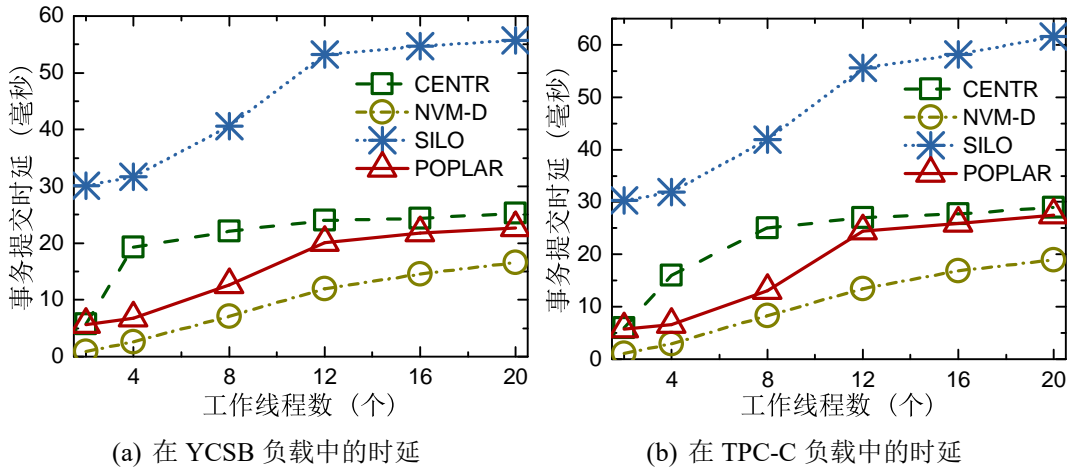 60
50
40
30
20
10
0
事务提交时延（毫秒）
CENTR
NVM-D
SILO
POPLAR
4 8 12 16 20
工作线程数（个）
(a) 在 YCSB 负载中的时延
60
50
40
30
20
10
0
事务提交时延（毫秒）
CENTR
NVM-D
SILO
POPLAR
4 8 12 16 20
工作线程数（个）
(b) 在 TPC-C 负载中的时延